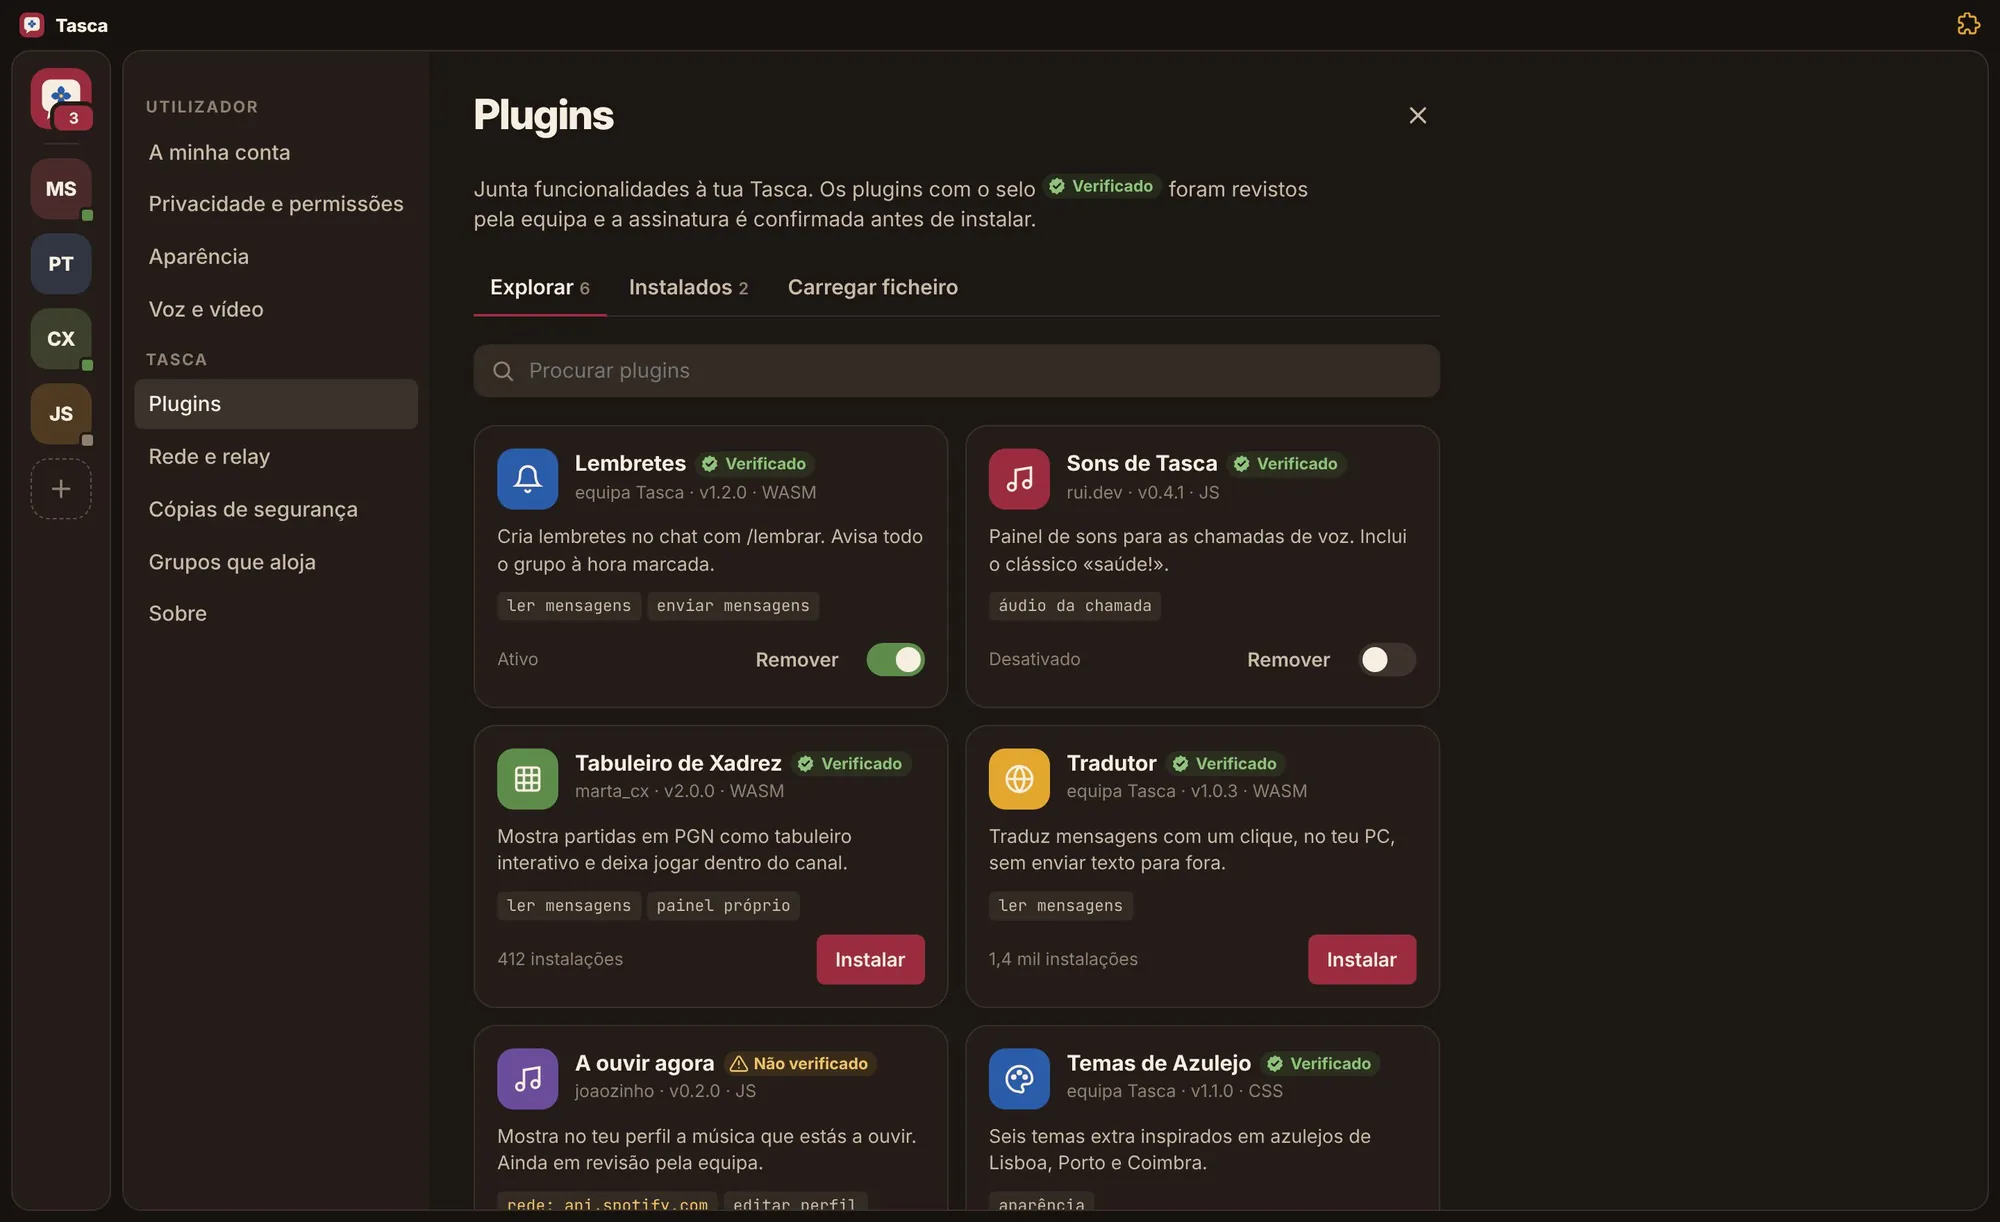 Tasca
3
MS
PT
CX
JS
UTILIZADOR
A minha conta
Privacidade e permissões
Aparência
Voz e vídeo
TASCA
Plugins
Rede e relay
Cópias de segurança
Grupos que aloja
Sobre
Plugins
Junta funcionalidades à tua Tasca. Os plugins com o selo Verificado foram revistos
pela equipa e a assinatura é confirmada antes de instalar.
Explorar 6 Instalados 2 Carregar ficheiro
Procurar plugins
Lembretes Verificado
equipa Tasca · v1.2.0 · WASM
Cria lembretes no chat com /lembrar. Avisa todo
o grupo à hora marcada.
ler mensagens enviar mensagens
Ativo Remover
Sons de Tasca Verificado
rui.dev · v0.4.1 · JS
Painel de sons para as chamadas de voz. Inclui
o clássico «saúde!».
áudio da chamada
Desativado Remover
Tabuleiro de Xadrez Verificado
marta_cx · v2.0.0 · WASM
Mostra partidas em PGN como tabuleiro
interativo e deixa jogar dentro do canal.
ler mensagens painel próprio
412 instalações Instalar
Tradutor Verificado
equipa Tasca · v1.0.3 · WASM
Traduz mensagens com um clique, no teu PC,
sem enviar texto para fora.
ler mensagens
1,4 mil instalações Instalar
A ouvir agora Não verificado
joaozinho · v0.2.0 · JS
Mostra no teu perfil a música que estás a ouvir.
Ainda em revisão pela equipa.
rede: api.spotify.com editar perfil
Temas de Azulejo Verificado
equipa Tasca · v1.1.0 · CSS
Seis temas extra inspirados em azulejos de
Lisboa, Porto e Coimbra.
aparência